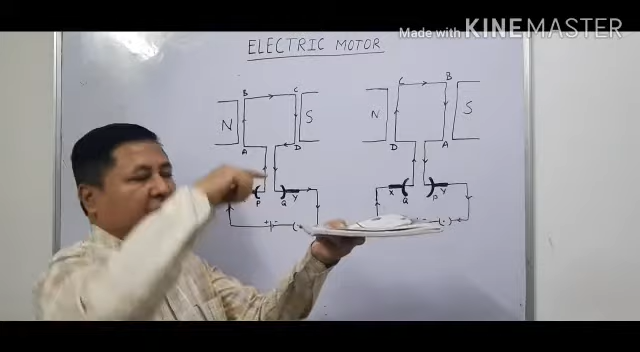 Made with KINEMASTER
ELECTRIC MOTOR
B C
N S
A D
P Q Y
+ -
C B
N S
D A
X Q P Y